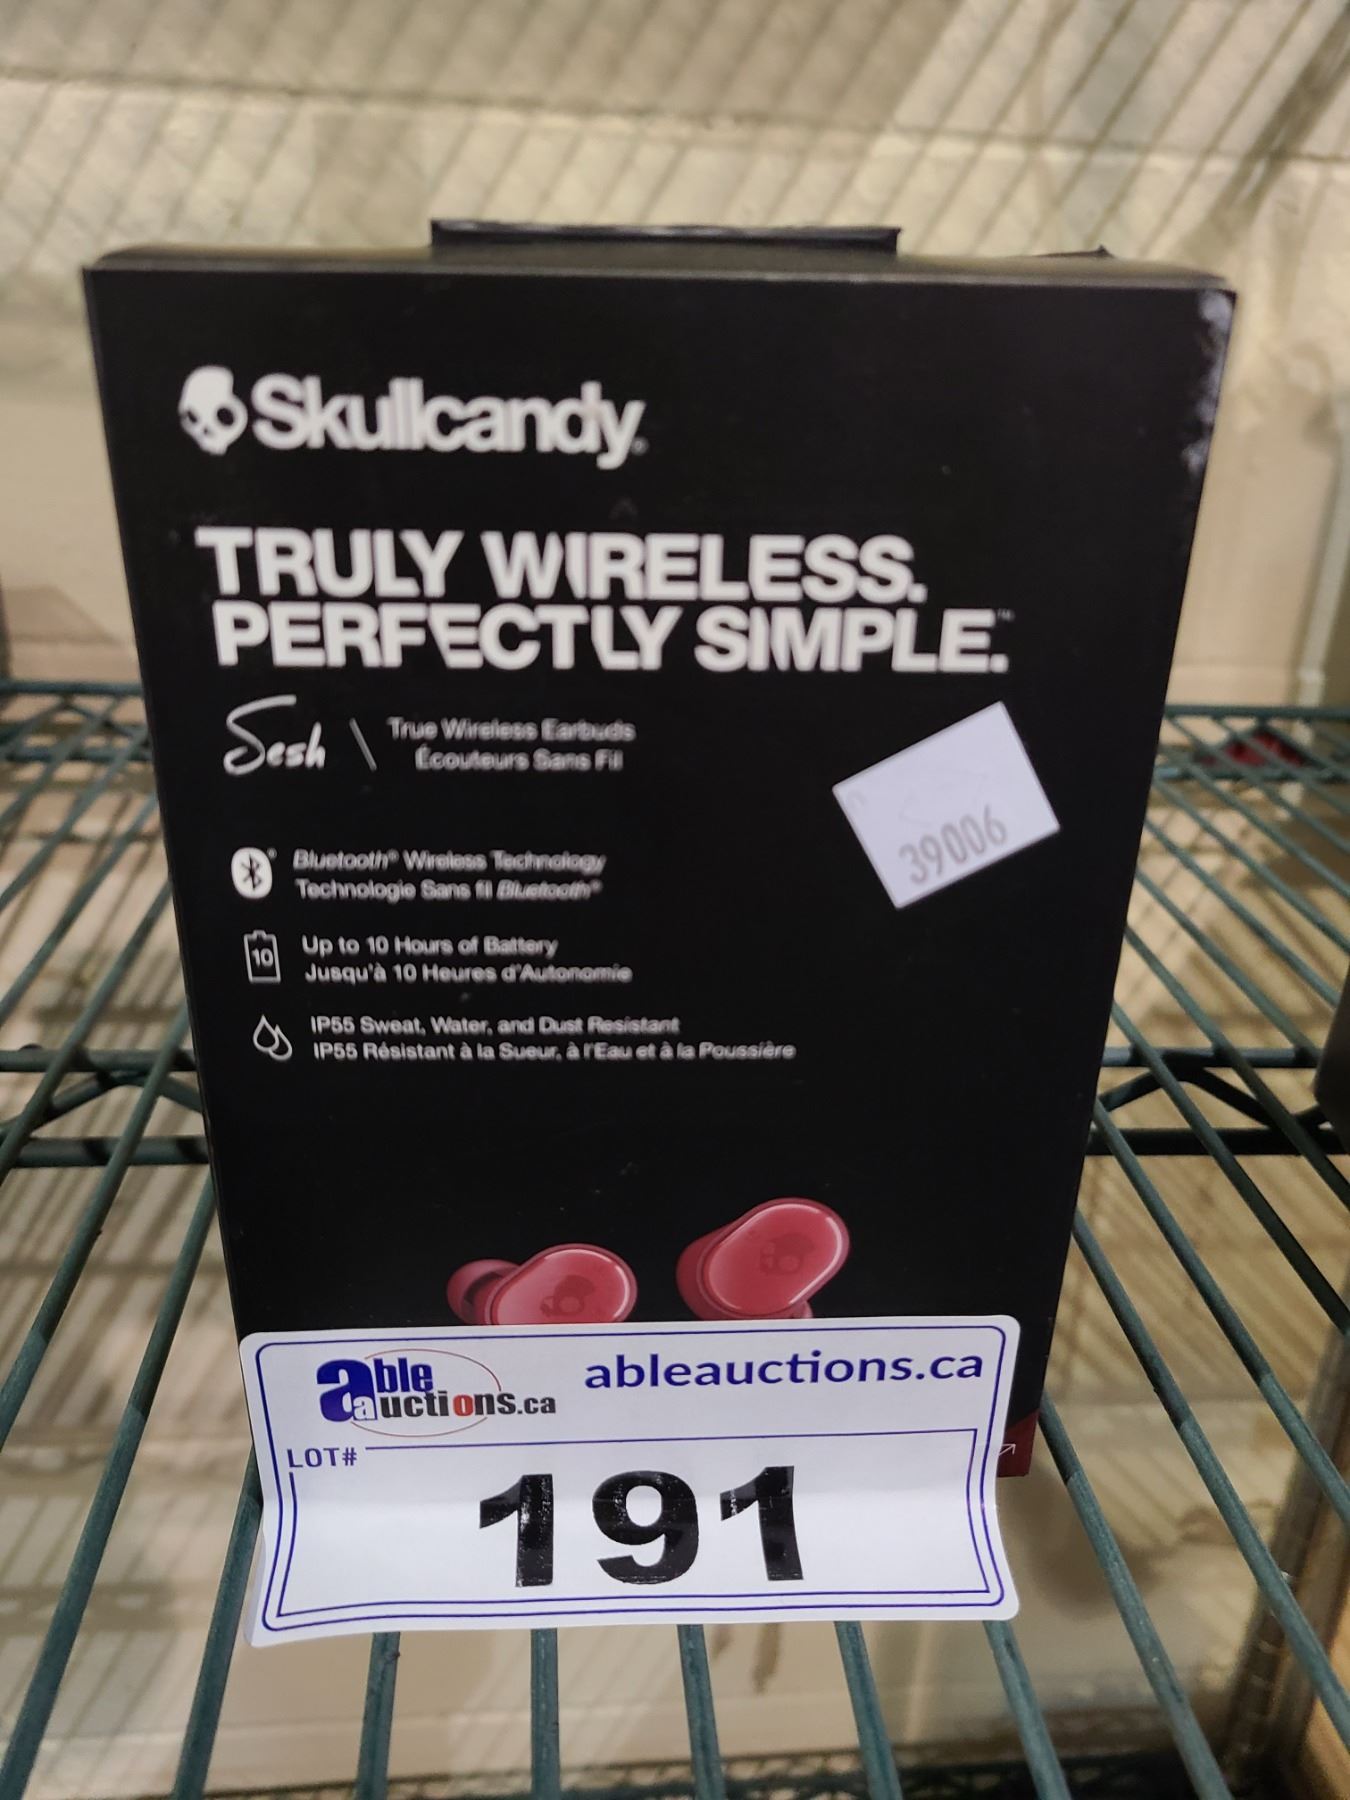 Skullcandy®
TRULY WIRELESS.
PERFECTLY SIMPLE.™
Sesh \ True Wireless Earbuds
Écouteurs Sans Fil
39006
Bluetooth® Wireless Technology
Technologie Sans fil Bluetooth®
10
Up to 10 Hours of Battery
Jusqu'à 10 Heures d'Autonomie
IP55 Sweat, Water, and Dust Resistant
IP55 Résistant à la Sueur, à l'Eau et à la Poussière
able auctions.ca
ableauctions.ca
LOT#
191